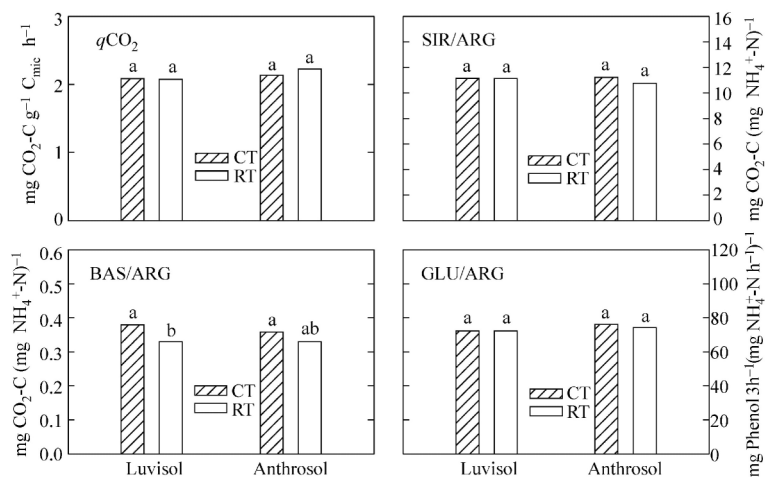 qCO₂
mg CO₂-C g⁻¹ Cmic h⁻¹
3
2
1
0
a a a a
CT
RT
SIR/ARG
mg CO₂-C (mg NH₄⁺-N)⁻¹
16
14
12
10
8
6
4
2
0
a a a a
CT
RT
BAS/ARG
mg CO₂-C (mg NH₄⁺-N)⁻¹
0.6
0.5
0.4
0.3
0.2
0.1
0.0
a b a ab
CT
RT
Luvisol Anthrosol
GLU/ARG
mg Phenol 3h⁻¹(mg NH₄⁺-N h⁻¹)⁻¹
120
100
80
60
40
20
0
a a a a
CT
RT
Luvisol Anthrosol